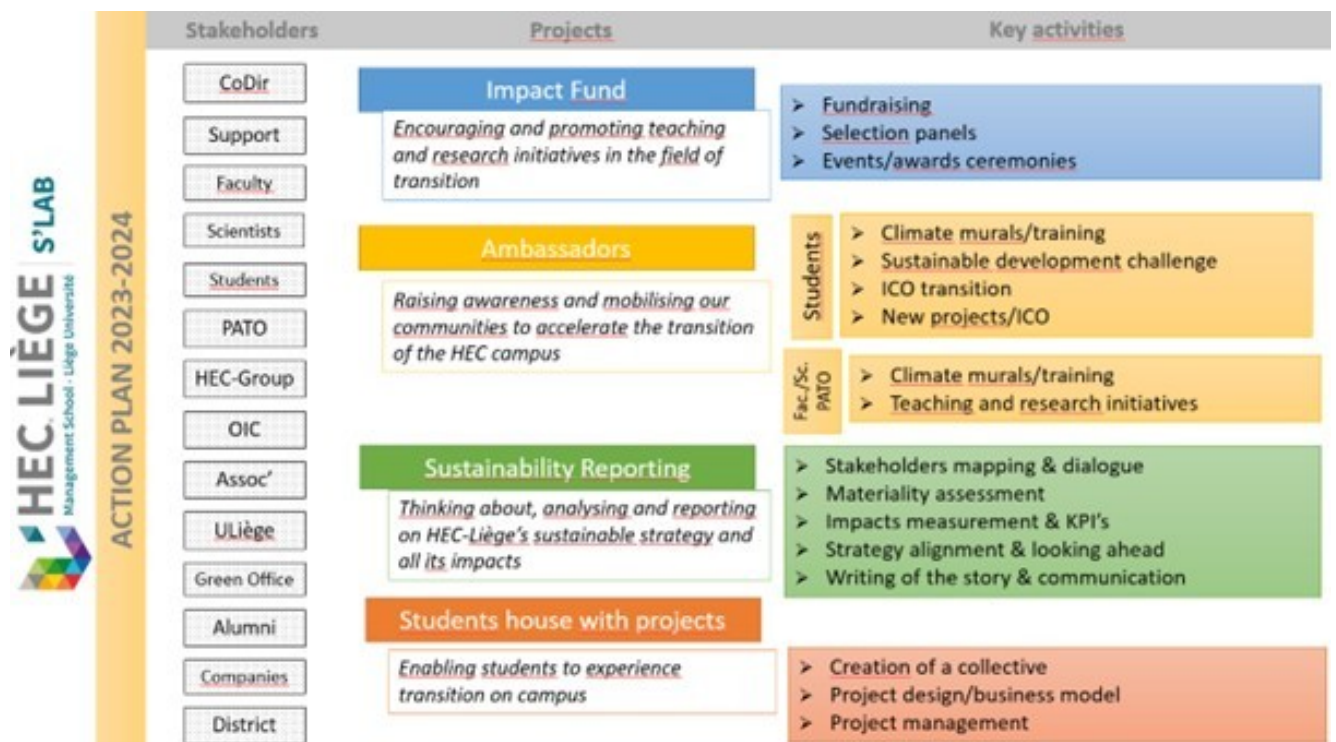 Stakeholders
Projects
Key activities
HEC. LIÈGE S'LAB
Management School - Liège Université
ACTION PLAN 2023-2024
CoDir
Support
Faculty
Scientists
Students
PATO
HEC-Group
OIC
Assoc'
ULiège
Green Office
Alumni
Companies
District
Impact Fund
Encouraging and promoting teaching
and research initiatives in the field of
transition
Fundraising
Selection panels
Events/awards ceremonies
Ambassadors
Raising awareness and mobilising our
communities to accelerate the transition
of the HEC campus
Students
Climate murals/training
Sustainable development challenge
ICO transition
New projects/ICO
Fac./Sc.
PATO
Climate murals/training
Teaching and research initiatives
Sustainability Reporting
Thinking about, analysing and reporting
on HEC-Liège's sustainable strategy and
all its impacts
Stakeholders mapping & dialogue
Materiality assessment
Impacts measurement & KPI's
Strategy alignment & looking ahead
Writing of the story & communication
Students house with projects
Enabling students to experience
transition on campus
Creation of a collective
Project design/business model
Project management